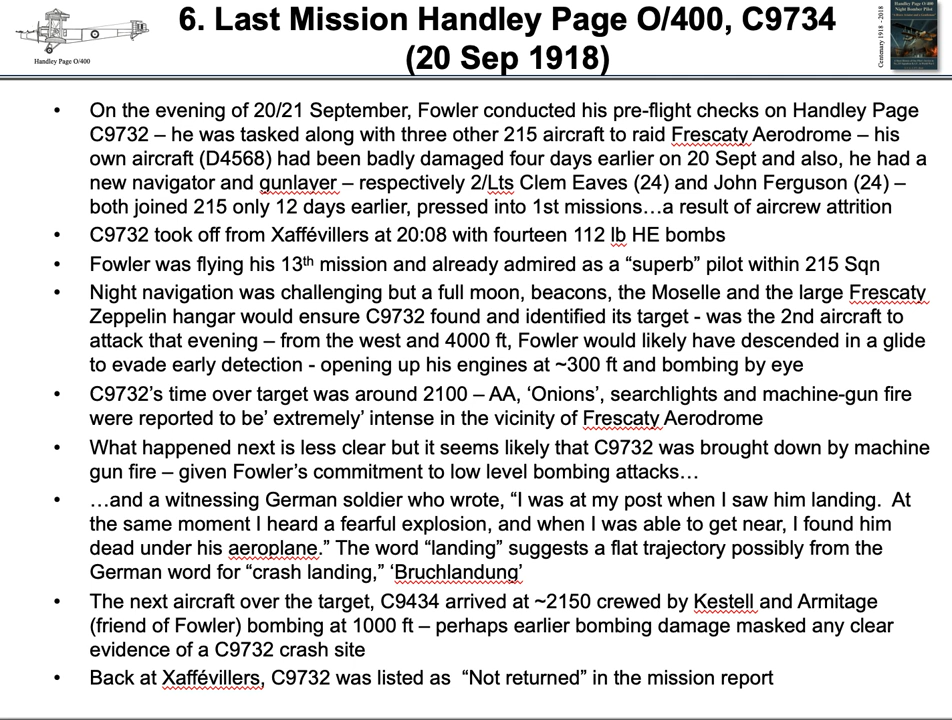 6. Last Mission Handley Page O/400, C9734
(20 Sep 1918)
Handley Page O/400
Centenary 1918 - 2018
Handley Page O/400
Night Bomber Pilot
• On the evening of 20/21 September, Fowler conducted his pre-flight checks on Handley Page
C9732 – he was tasked along with three other 215 aircraft to raid Frescaty Aerodrome – his
own aircraft (D4568) had been badly damaged four days earlier on 20 Sept and also, he had a
new navigator and gunlayer – respectively 2/Lts Clem Eaves (24) and John Ferguson (24) –
both joined 215 only 12 days earlier, pressed into 1st missions…a result of aircrew attrition
• C9732 took off from Xaffévillers at 20:08 with fourteen 112 lb HE bombs
• Fowler was flying his 13th mission and already admired as a “superb” pilot within 215 Sqn
• Night navigation was challenging but a full moon, beacons, the Moselle and the large Frescaty
Zeppelin hangar would ensure C9732 found and identified its target - was the 2nd aircraft to
attack that evening – from the west and 4000 ft, Fowler would likely have descended in a glide
to evade early detection - opening up his engines at ~300 ft and bombing by eye
• C9732’s time over target was around 2100 – AA, ‘Onions’, searchlights and machine-gun fire
were reported to be’ extremely’ intense in the vicinity of Frescaty Aerodrome
• What happened next is less clear but it seems likely that C9732 was brought down by machine
gun fire – given Fowler’s commitment to low level bombing attacks…
• …and a witnessing German soldier who wrote, “I was at my post when I saw him landing. At
the same moment I heard a fearful explosion, and when I was able to get near, I found him
dead under his aeroplane.” The word “landing” suggests a flat trajectory possibly from the
German word for “crash landing,” ‘Bruchlandung’
• The next aircraft over the target, C9434 arrived at ~2150 crewed by Kestell and Armitage
(friend of Fowler) bombing at 1000 ft – perhaps earlier bombing damage masked any clear
evidence of a C9732 crash site
• Back at Xaffévillers, C9732 was listed as “Not returned” in the mission report